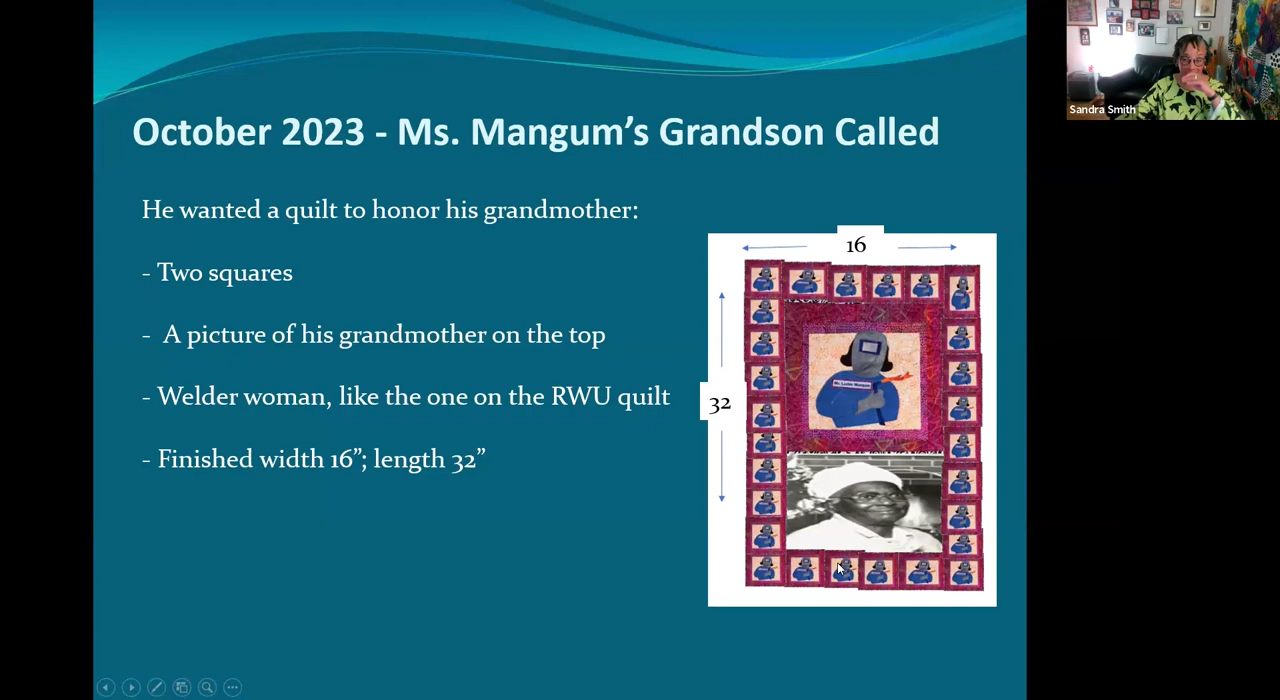 October 2023 - Ms. Mangum’s Grandson Called
He wanted a quilt to honor his grandmother:
- Two squares
- A picture of his grandmother on the top
- Welder woman, like the one on the RWU quilt
- Finished width 16”; length 32”
16
32
Sandra Smith